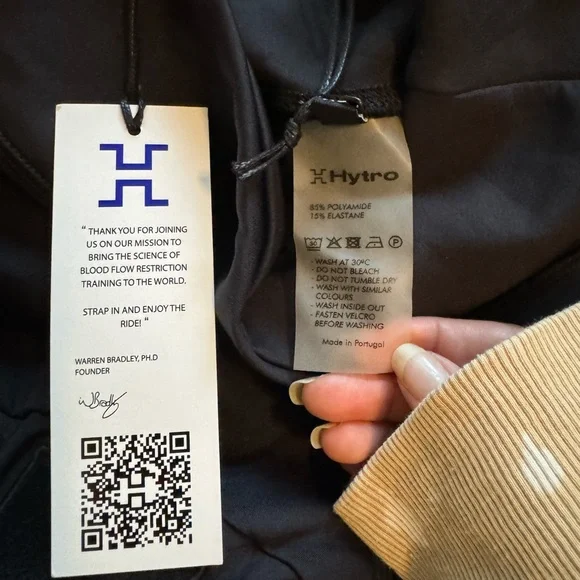 “ THANK YOU FOR JOINING
US ON OUR MISSION TO
BRING THE SCIENCE OF
BLOOD FLOW RESTRICTION
TRAINING TO THE WORLD.
STRAP IN AND ENJOY THE
RIDE! “
WARREN BRADLEY, PH.D
FOUNDER
WBradley
Hytro
85% POLYAMIDE
15% ELASTANE
- WASH AT 30ºC
- DO NOT BLEACH
- DO NOT TUMBLE DRY
- WASH WITH SIMILAR
COLOURS
- WASH INSIDE OUT
- FASTEN VELCRO
BEFORE WASHING
Made in Portugal